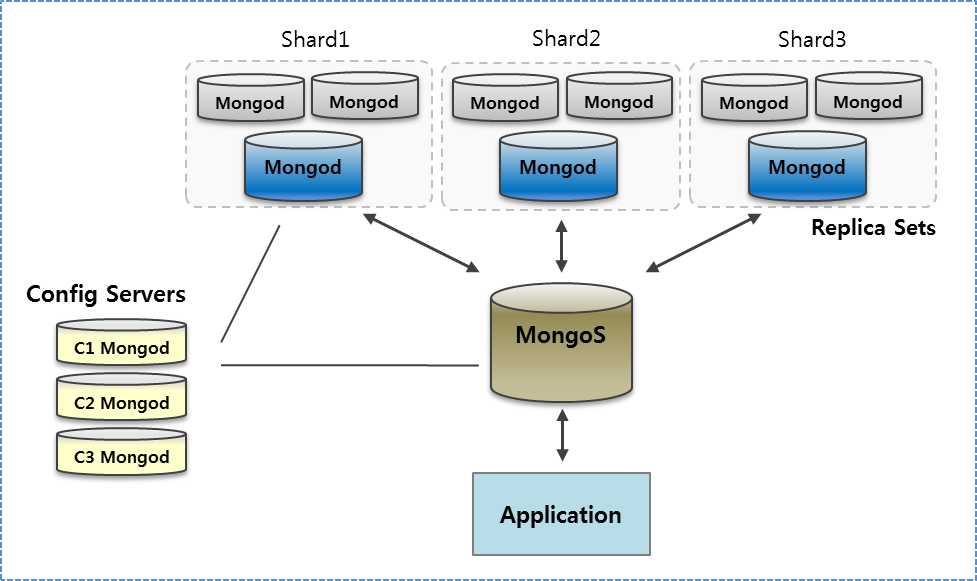 Shard1
Shard2
Shard3
Mongod
Mongod
Mongod
Mongod
Mongod
Mongod
Mongod
Mongod
Mongod
Replica Sets
Config Servers
C1 Mongod
C2 Mongod
C3 Mongod
MongoS
Application